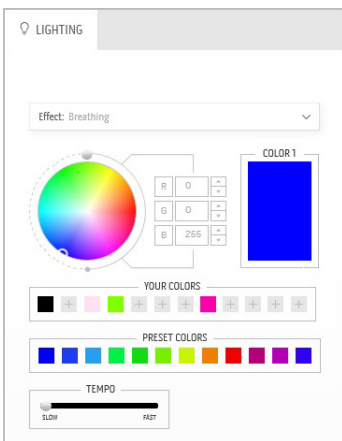 LIGHTING
Effect: Breathing
COLOR 1
R 0
G 0
B 255
YOUR COLORS
PRESET COLORS
TEMPO
SLOW FAST